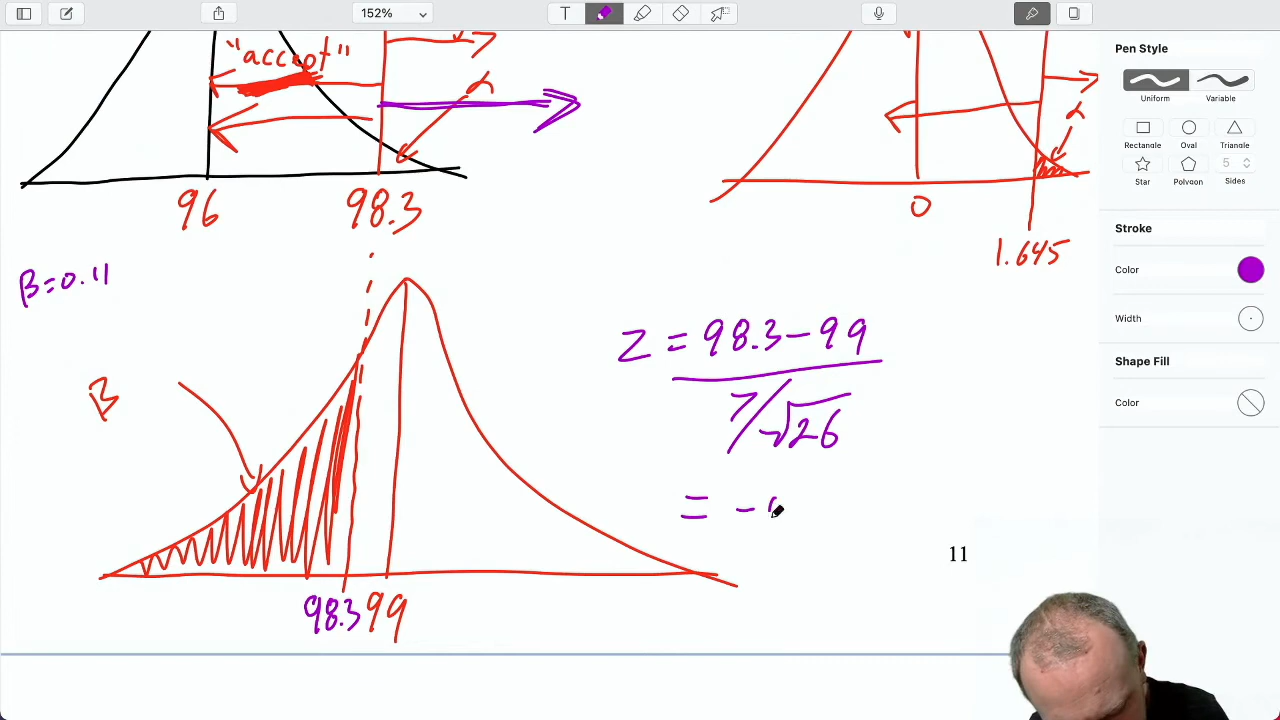 152%
T
"accept"
α
96
98.3
α
0
1.645
β=0.11
β
98.3 99
Z = 98.3-99
7/√26
= -
11
Pen Style
Uniform Variable
Rectangle Oval Triangle
Star Polygon 5 Sides
Stroke
Color
Width
Shape Fill
Color